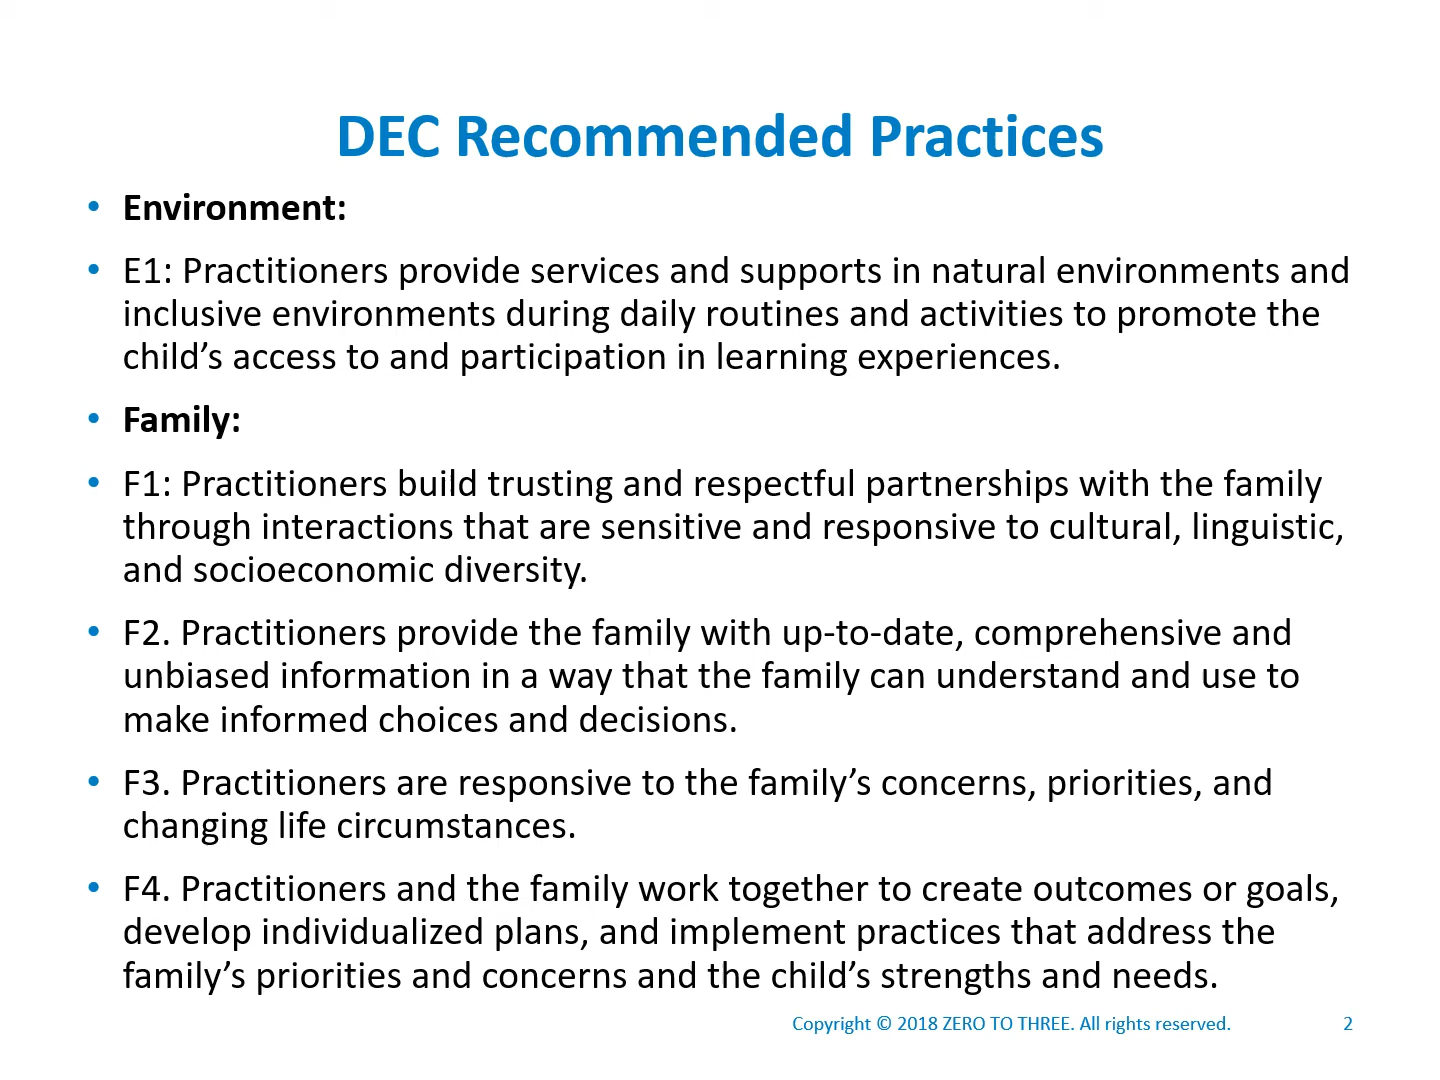 DEC Recommended Practices
• Environment:
• E1: Practitioners provide services and supports in natural environments and
inclusive environments during daily routines and activities to promote the
child’s access to and participation in learning experiences.
• Family:
• F1: Practitioners build trusting and respectful partnerships with the family
through interactions that are sensitive and responsive to cultural, linguistic,
and socioeconomic diversity.
• F2. Practitioners provide the family with up-to-date, comprehensive and
unbiased information in a way that the family can understand and use to
make informed choices and decisions.
• F3. Practitioners are responsive to the family’s concerns, priorities, and
changing life circumstances.
• F4. Practitioners and the family work together to create outcomes or goals,
develop individualized plans, and implement practices that address the
family’s priorities and concerns and the child’s strengths and needs.
Copyright © 2018 ZERO TO THREE. All rights reserved. 2